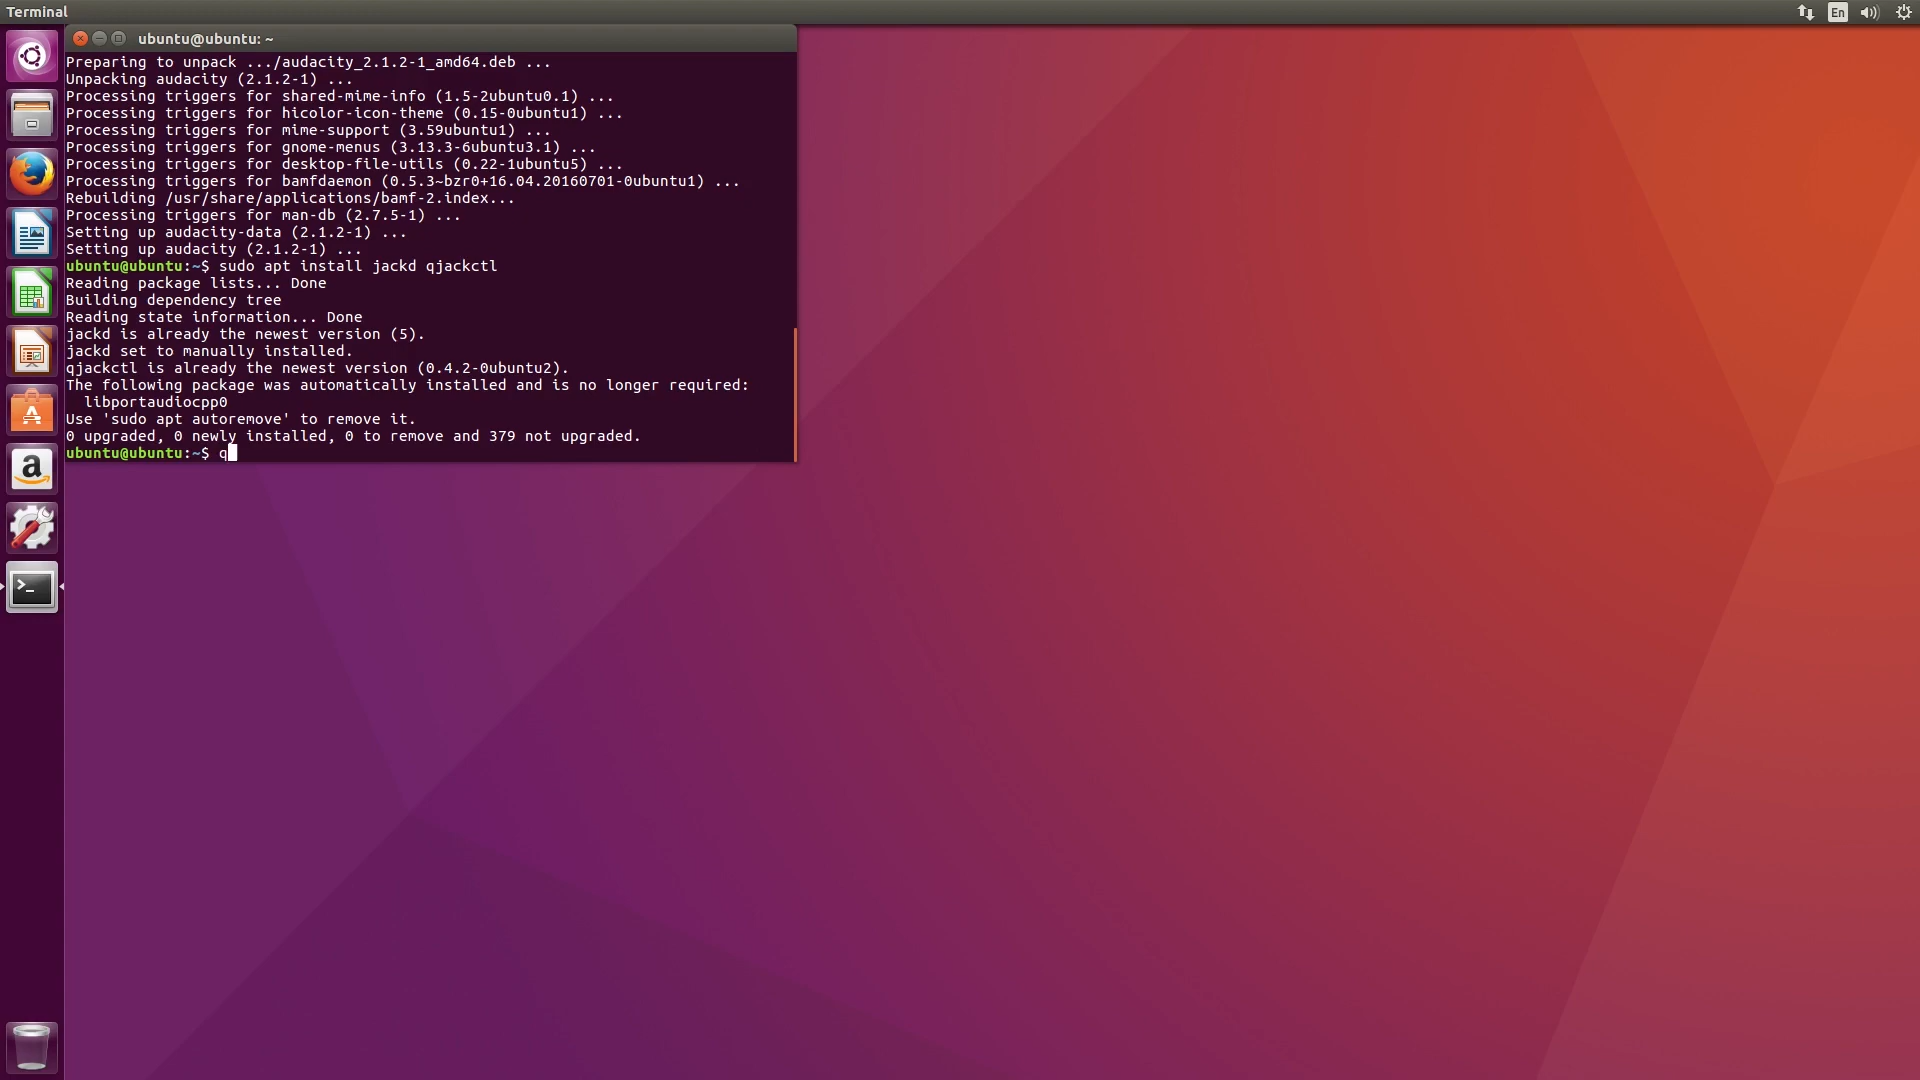 Terminal
En
ubuntu@ubuntu: ~
Preparing to unpack .../audacity_2.1.2-1_amd64.deb ...
Unpacking audacity (2.1.2-1) ...
Processing triggers for shared-mime-info (1.5-2ubuntu0.1) ...
Processing triggers for hicolor-icon-theme (0.15-0ubuntu1) ...
Processing triggers for mime-support (3.59ubuntu1) ...
Processing triggers for gnome-menus (3.13.3-6ubuntu3.1) ...
Processing triggers for desktop-file-utils (0.22-1ubuntu5) ...
Processing triggers for bamfdaemon (0.5.3~bzr0+16.04.20160701-0ubuntu1) ...
Rebuilding /usr/share/applications/bamf-2.index...
Processing triggers for man-db (2.7.5-1) ...
Setting up audacity-data (2.1.2-1) ...
Setting up audacity (2.1.2-1) ...
ubuntu@ubuntu:~$ sudo apt install jackd qjackctl
Reading package lists... Done
Building dependency tree
Reading state information... Done
jackd is already the newest version (5).
jackd set to manually installed.
qjackctl is already the newest version (0.4.2-0ubuntu2).
The following package was automatically installed and is no longer required:
  libportaudiocpp0
Use 'sudo apt autoremove' to remove it.
0 upgraded, 0 newly installed, 0 to remove and 379 not upgraded.
ubuntu@ubuntu:~$ q